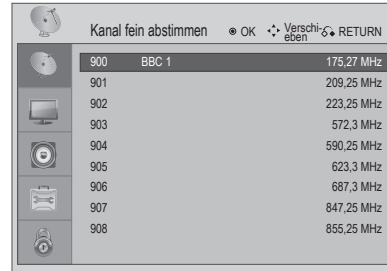 Kanal fein abstimmen OK Verschi-eben RETURN
900 BBC 1 175,27 MHz
901 209,25 MHz
902 223,25 MHz
903 572,3 MHz
904 590,25 MHz
905 623,3 MHz
906 687,3 MHz
907 847,25 MHz
908 855,25 MHz